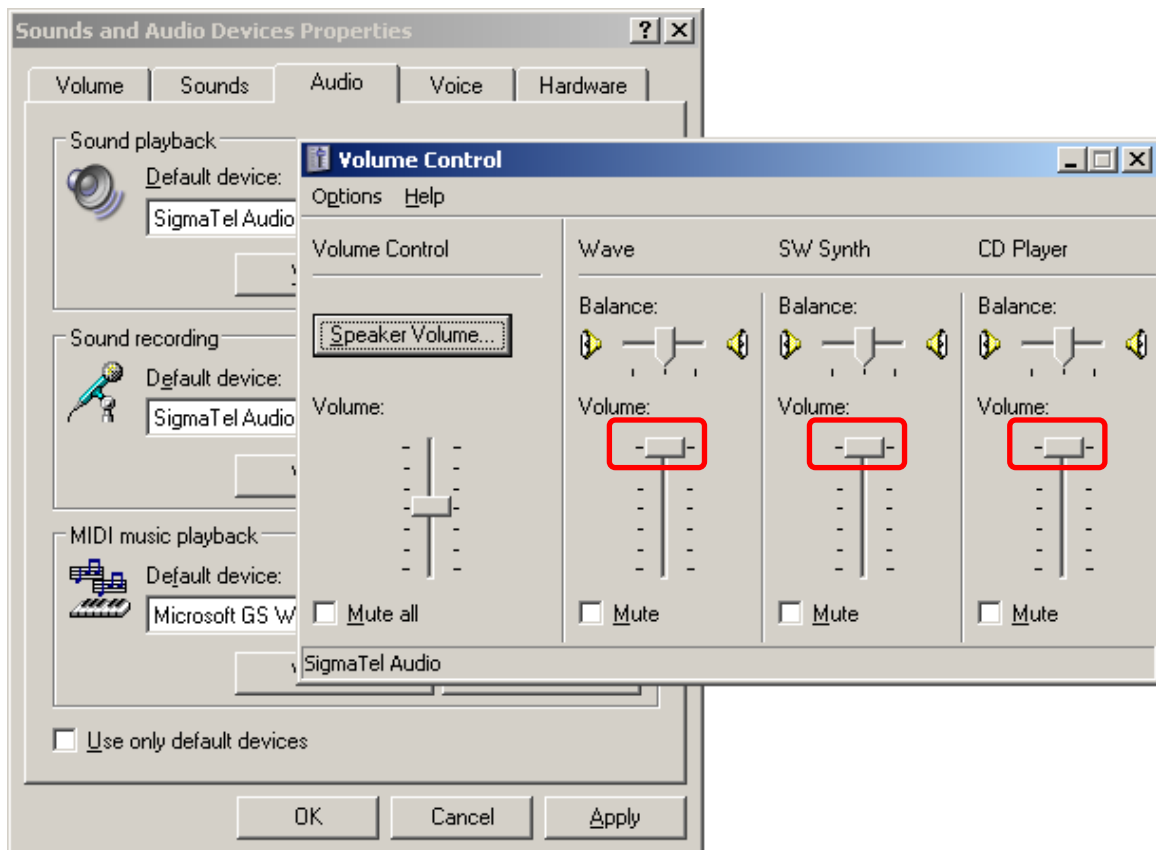 Sounds and Audio Devices Properties
Volume
Sounds
Audio
Voice
Hardware
Sound playback
Default device:
SigmaTel Audio
Sound recording
Default device:
SigmaTel Audio
MIDI music playback
Default device:
Microsoft GS W
Use only default devices
OK
Cancel
Apply
Volume Control
Options Help
Volume Control
Speaker Volume...
Volume:
Mute all
Wave
Balance:
Volume:
Mute
SW Synth
Balance:
Volume:
Mute
CD Player
Balance:
Volume:
Mute
SigmaTel Audio